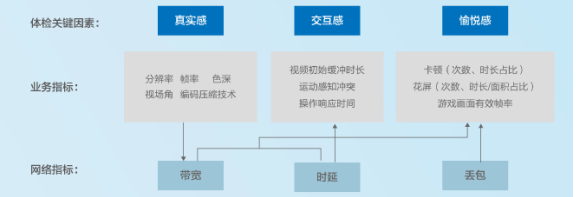 体检关键因素： 真实感 交互感 愉悦感
业务指标：
分辨率 帧率 色深
视场角 编码压缩技术
视频初始缓冲时长
运动感知冲突
操作响应时间
卡顿（次数、时长占比）
花屏（次数、时长/面积占比）
游戏画面有效帧率
网络指标： 带宽 时延 丢包